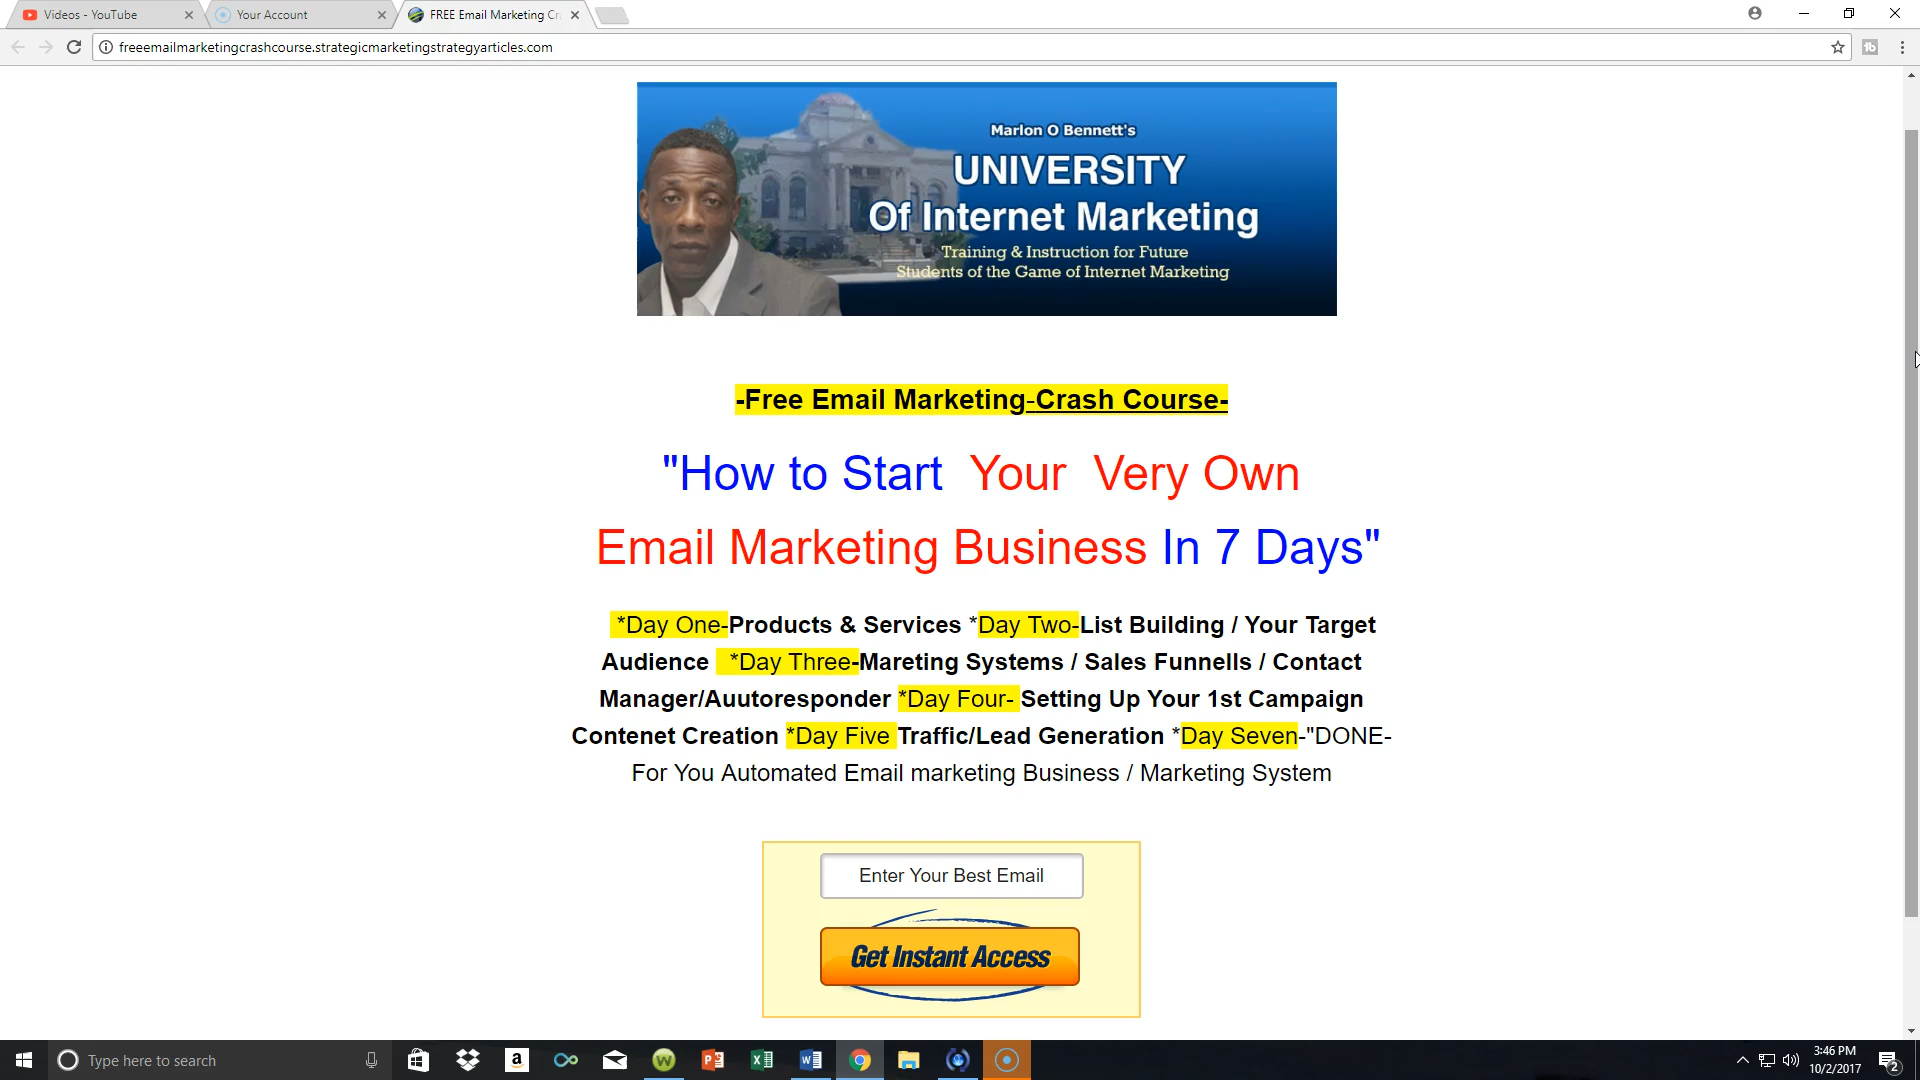 Videos - YouTube
Your Account
FREE Email Marketing Cr
freeemailmarketingcrashcourse.strategicmarketingstrategyarticles.com
Marlon O Bennett's
UNIVERSITY
Of Internet Marketing
Training & Instruction for Future
Students of the Game of Internet Marketing
-Free Email Marketing-Crash Course-
"How to Start Your Very Own
Email Marketing Business In 7 Days"
*Day One-Products & Services *Day Two-List Building / Your Target
Audience *Day Three-Mareting Systems / Sales Funnells / Contact
Manager/Auutoresponder *Day Four- Setting Up Your 1st Campaign
Contenet Creation *Day Five Traffic/Lead Generation *Day Seven-"DONE-
For You Automated Email marketing Business / Marketing System
Enter Your Best Email
Get Instant Access
Type here to search
3:46 PM
10/2/2017
2